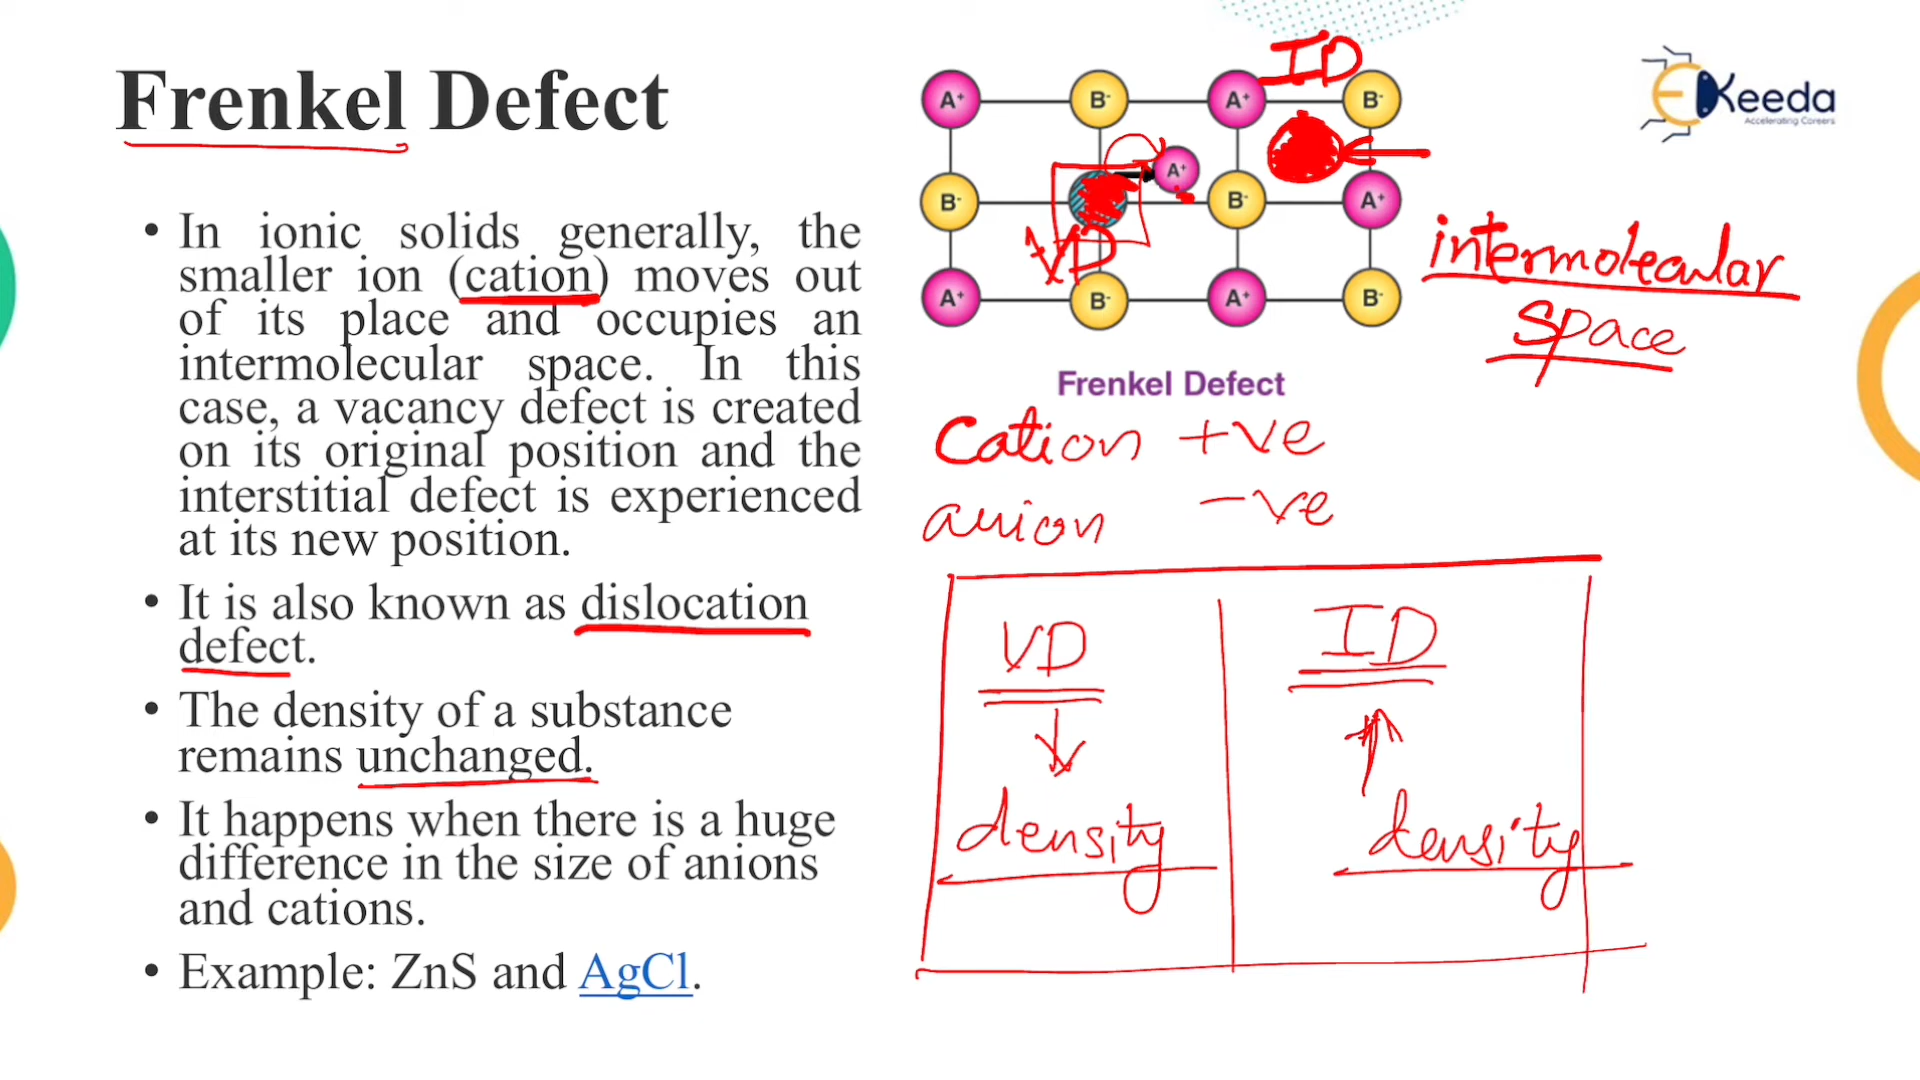 Frenkel Defect
• In ionic solids generally, the
smaller ion (cation) moves out
of its place and occupies an
intermolecular space. In this
case, a vacancy defect is created
on its original position and the
interstitial defect is experienced
at its new position.
• It is also known as dislocation
defect.
• The density of a substance
remains unchanged.
• It happens when there is a huge
difference in the size of anions
and cations.
• Example: ZnS and AgCl.
ID
A+ B- A+ B-
A+
B- B- A+
VD
A+ B- A+ B-
Frenkel Defect
intermolecular
space
Cation +ve
anion -ve
VD ID
↓ ↑
density density
EKeeda
Accelerating Careers